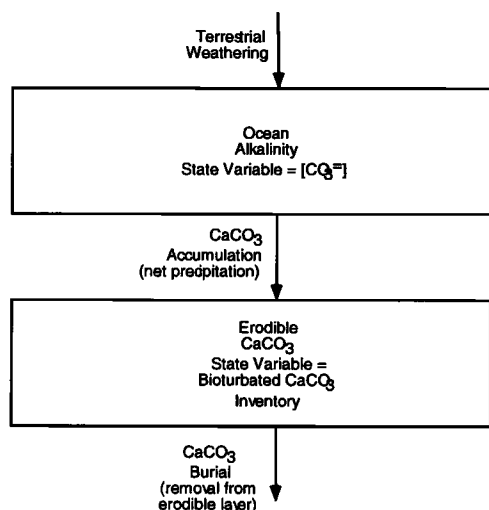 Terrestrial
Weathering
Ocean
Alkalinity
State Variable = [CO3=]
CaCO3
Accumulation
(net precipitation)
Erodible
CaCO3
State Variable =
Bioturbated CaCO3
Inventory
CaCO3
Burial
(removal from
erodible layer)